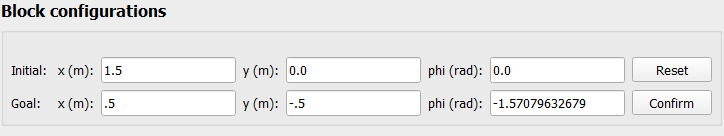 Block configurations
Initial: x (m): 1.5 y (m): 0.0 phi (rad): 0.0 Reset
Goal: x (m): .5 y (m): -.5 phi (rad): -1.57079632679 Confirm